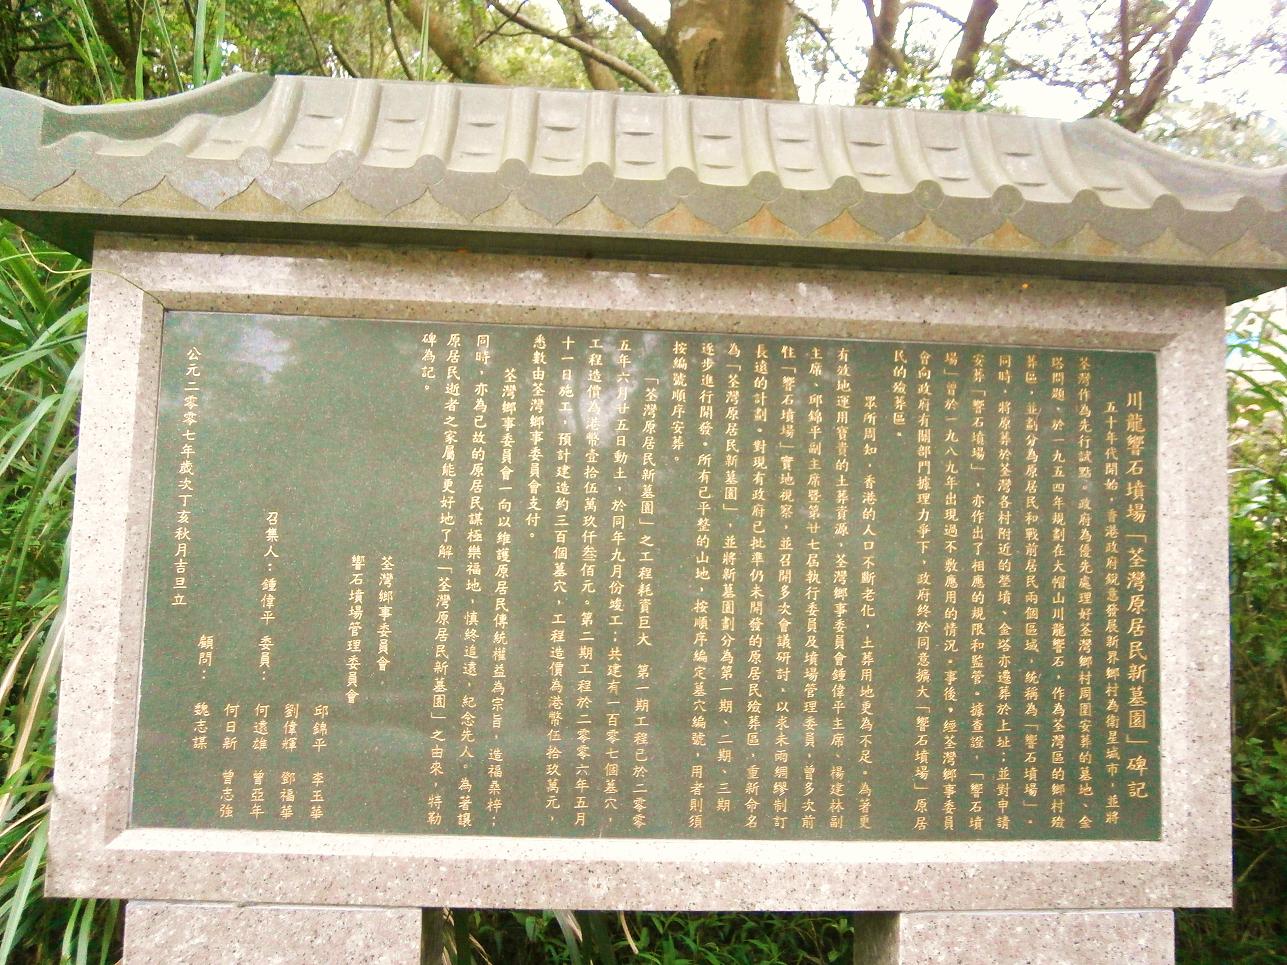 川龍響石墳場「荃灣原居民新墓園」碑記
五十年代開始，香港政府銳意發展新界鄉村為衛星城市，並將
荃灣作為先行試點。政府為優先處理好荃灣鄉村周圍安葬的墓地、金
塔問題、於一九五四年規劃在大帽山川龍響石，作為荃灣區的鄉村殮
葬區，並劃分為原居民和戰前居民兩個區域，統稱為「響石墳場」。
同時，將原葬於荃灣各村附近的塋墳、金塔亦遷葬於上址；並對申請
安葬「響石墳場」，亦作出了相應的規限和監管。據查證，「響石墳
場」曾於一九八九年出現過不敷應用的情況。事後。經荃灣鄉事委員
會向政府有關部門據理力爭下，政府終於同意擴大「響石墳場」原居
民的殮葬區。
眾所周知，香港的人口不斷老化，土葬用地更為不足。為著更
有效地運用寶貴的土葬資源，荃灣鄉事委員會鍾偉平主席、楊建林副
主席、邱錦平副主席暨第廿七屆執行委員及墳場管理委員，曾多次前
往「響石墳場」實地視察，並召開多次會議研討，以求未雨綢繆制訂
長遠的計劃。對現有政府已批準仍未開發的原居民殮葬區，重新命名
為「荃灣原居民新墓園」，並將新墓園劃分為第一期、二期、三期
逐步進行開發。所有已平整的山地，按順序編定墓穴編號，用者則須
按編號順序安葬。
「荃灣原居民新墓園」之工程耗資巨大，第一期工程已於二零零
五年六月廿五日動土，於同年九月份竣工；共建有一百零七個墓穴，
工程造價為港幣壹拾伍萬玖仟叁佰元。第二期工程於二零零六年五月
十一日施工，預計建造約三百個墓穴，工程造價為港幣伍拾玖萬元，
悉數由荃灣鄉事委員會支付。
荃灣鄉事委員會一向以維護原居民傳統權益為宗旨，造福桑梓；
同時，亦為已故的原居民謀極樂福地，慎終追遠，紀念先人。為著讓
原居民逝者之家屬能更好地了解「荃灣原居民新墓園」之由來，特勒
碑為記。
荃灣鄉事委員會
響石墳場管理委員會
召集人：鍾偉平 委員：邱錦平 李玉華
劉偉輝 鄧福華
何遠雄 曾亞年
何日新 曾志強
顧問：魏志謀
公元二零零七年歲次丁亥秋月吉旦立